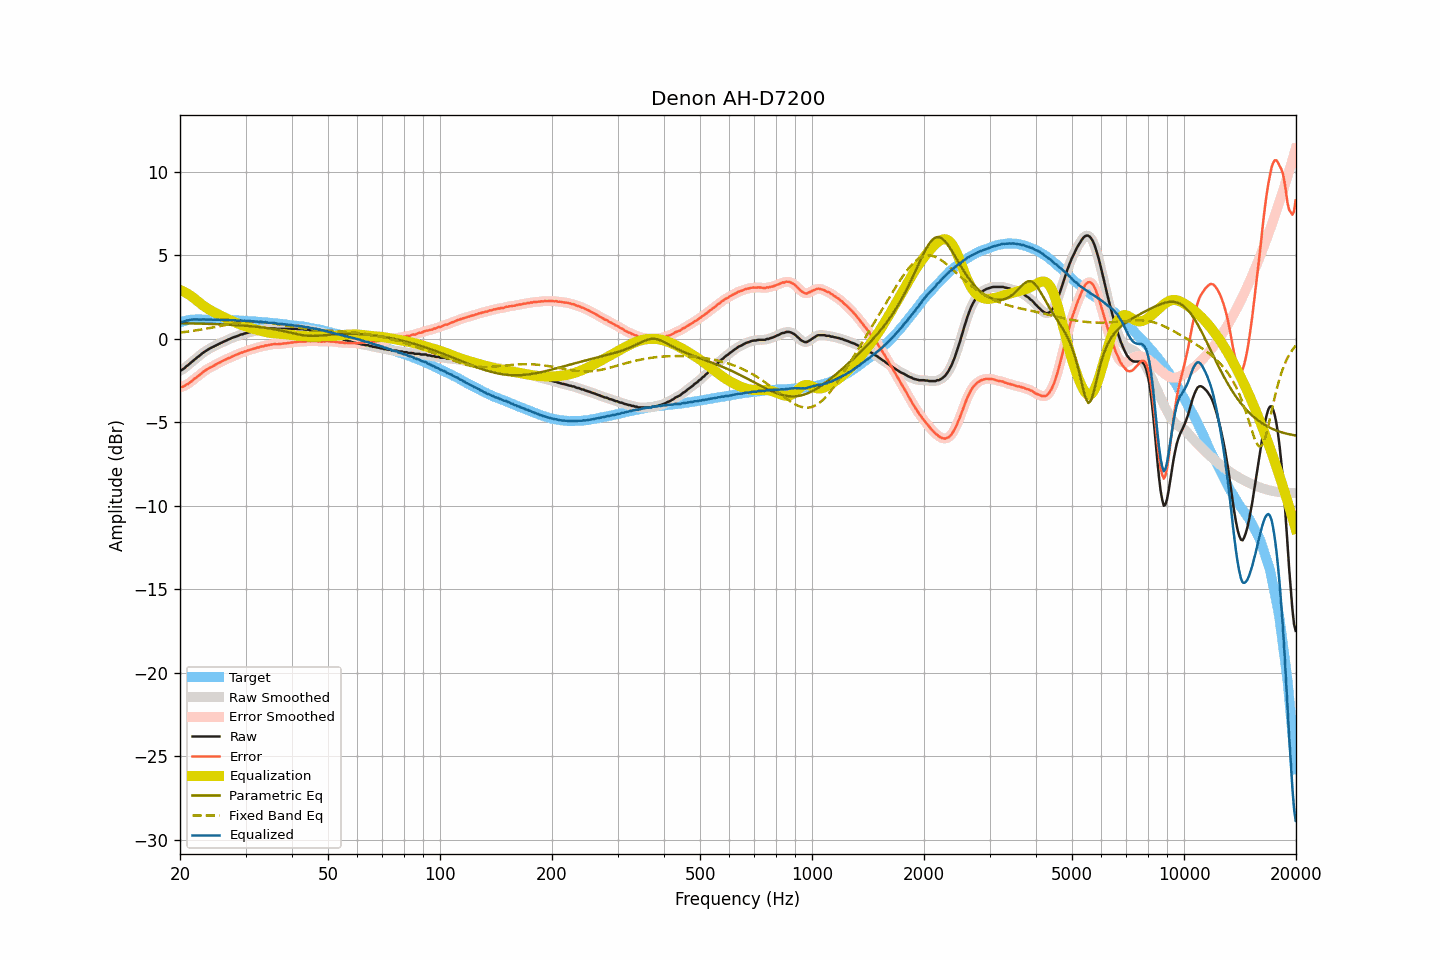 Denon AH-D7200
Amplitude (dBr)
10
5
0
−5
−10
−15
−20
−25
−30
Target
Raw Smoothed
Error Smoothed
Raw
Error
Equalization
Parametric Eq
Fixed Band Eq
Equalized
20 50 100 200 500 1000 2000 5000 10000 20000
Frequency (Hz)